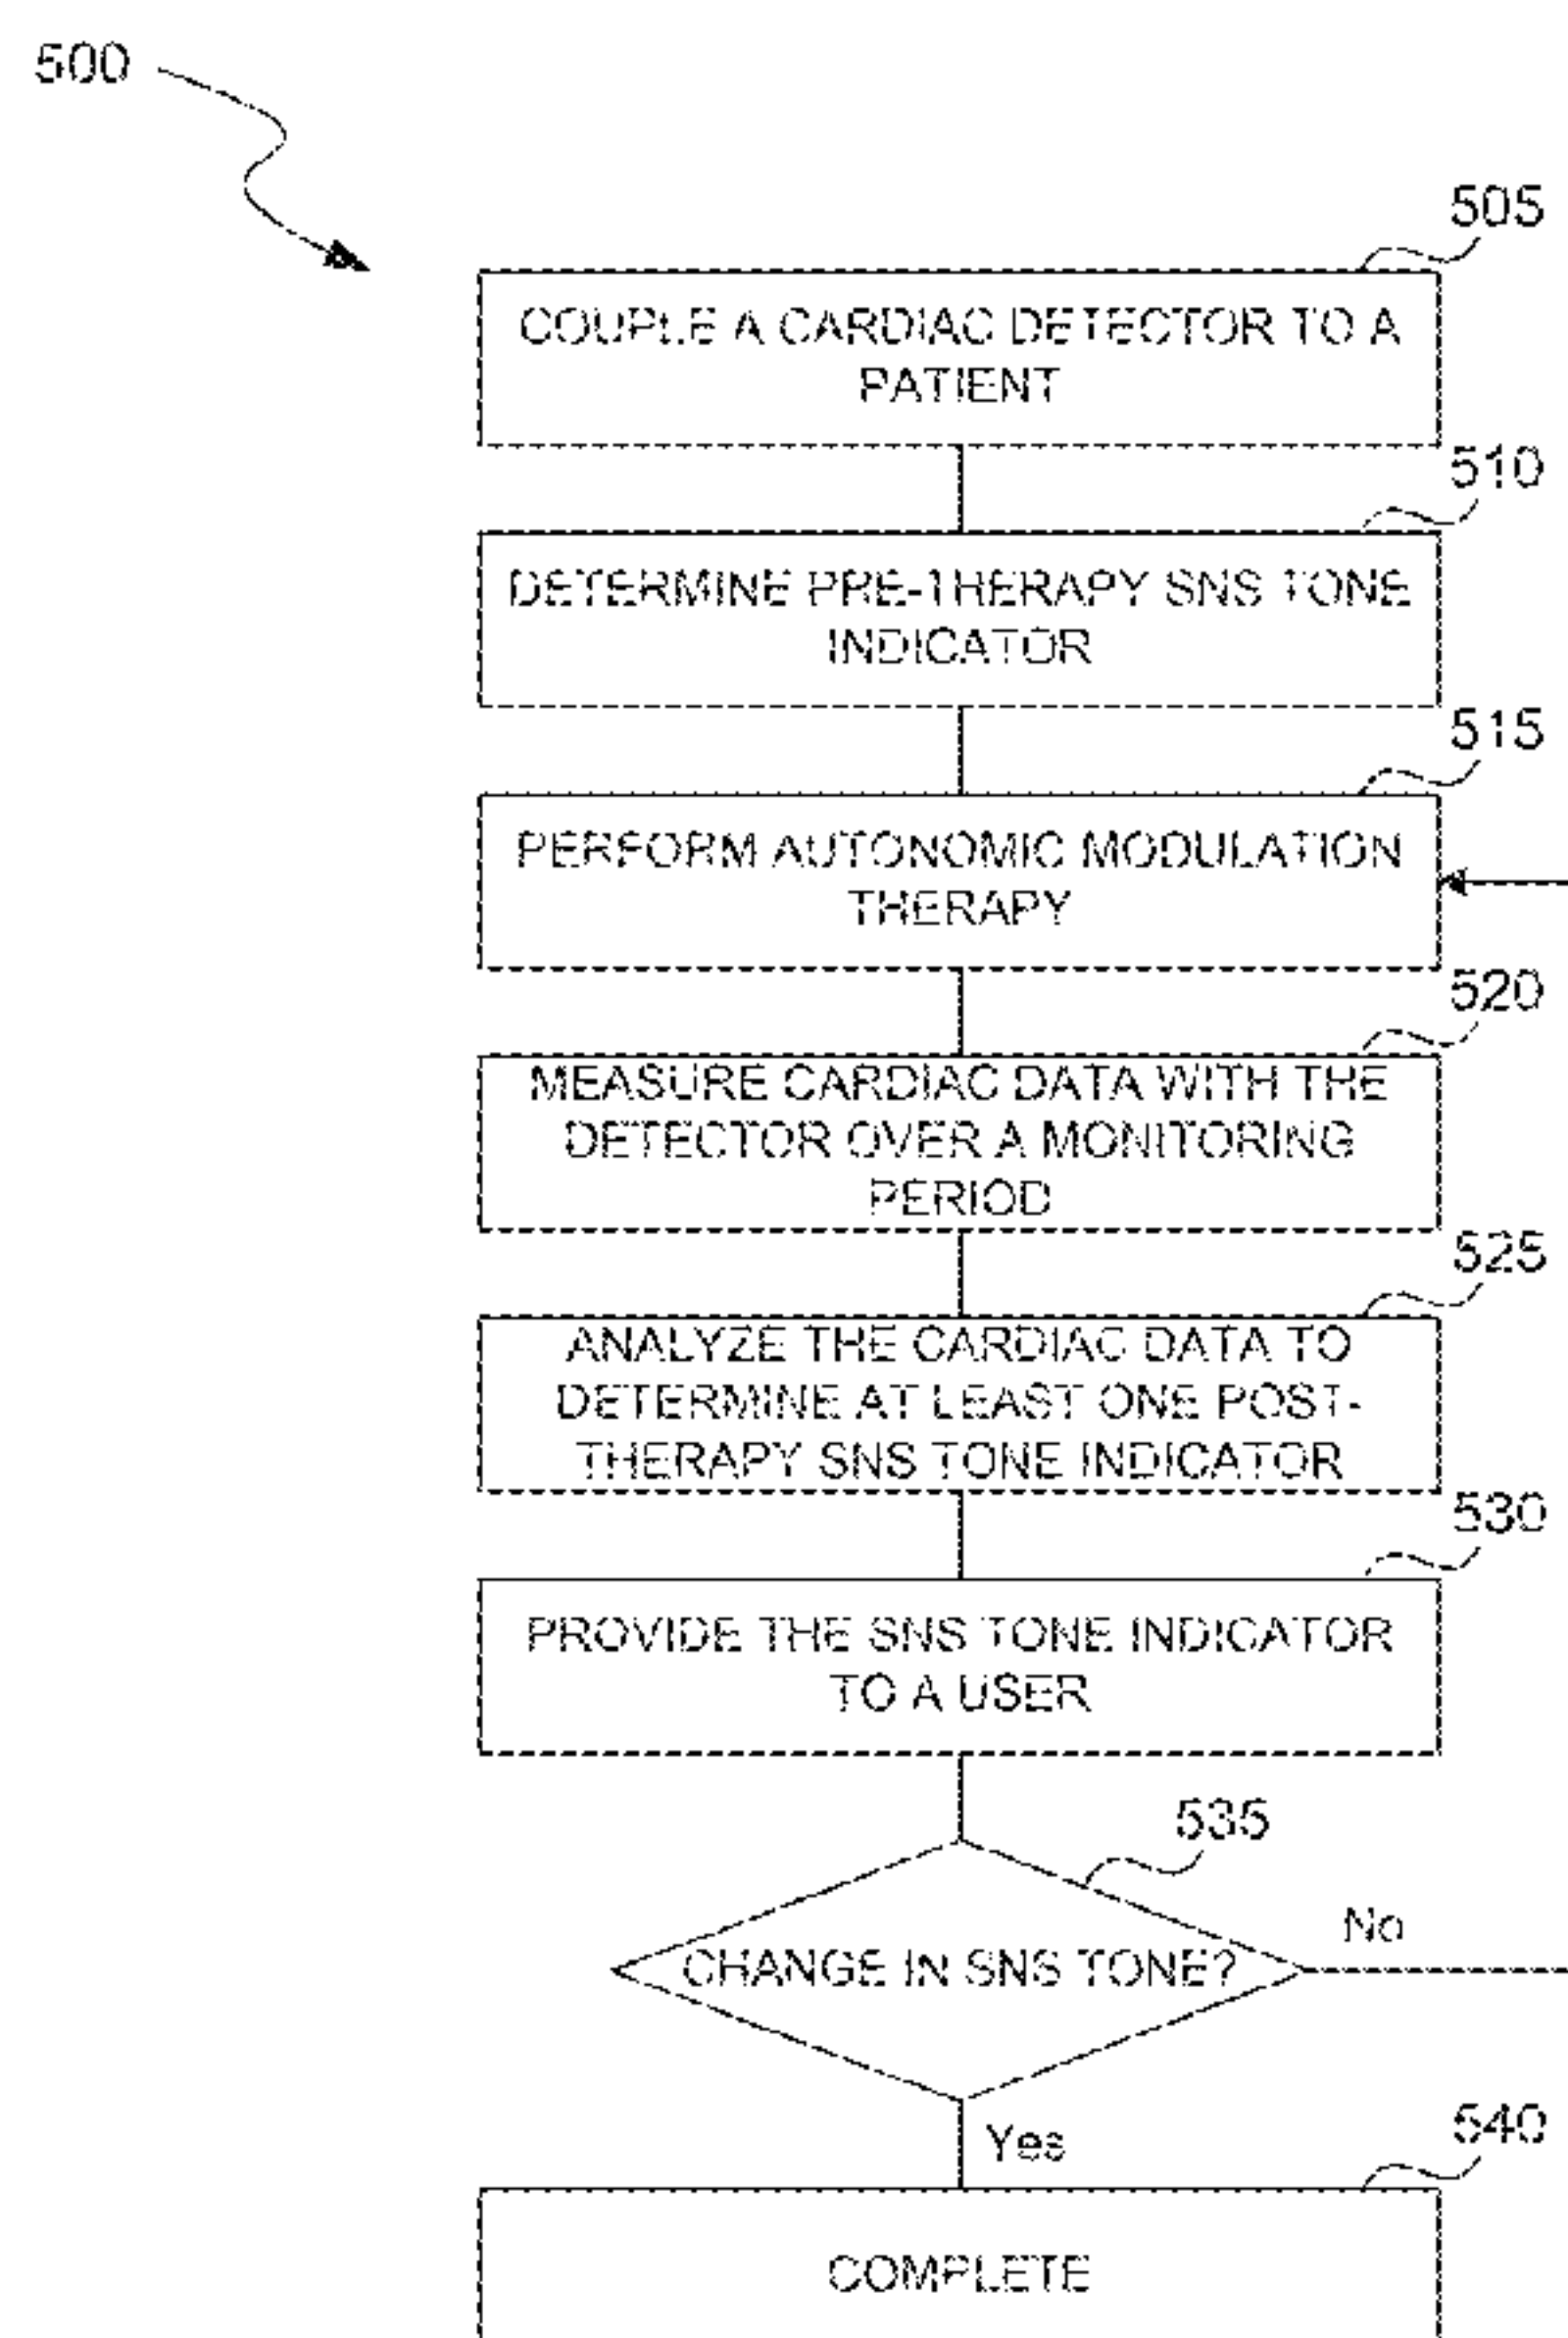 500
505
COUPLE A CARDIAC DETECTOR TO A
PATIENT
510
DETERMINE PRE-THERAPY SNS TONE
INDICATOR
515
PERFORM AUTONOMIC MODULATION
THERAPY
520
MEASURE CARDIAC DATA WITH THE
DETECTOR OVER A MONITORING
PERIOD
525
ANALYZE THE CARDIAC DATA TO
DETERMINE AT LEAST ONE POST-
THERAPY SNS TONE INDICATOR
530
PROVIDE THE SNS TONE INDICATOR
TO A USER
535
CHANGE IN SNS TONE?
No
Yes
540
COMPLETE